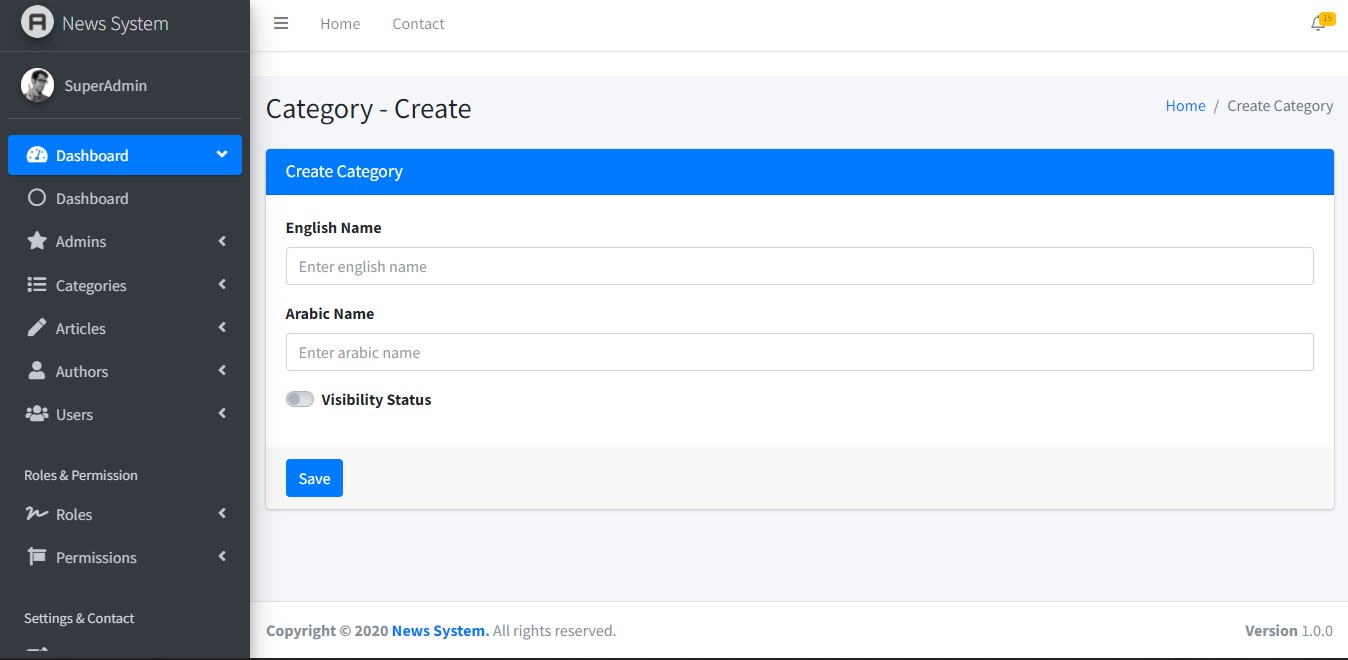 News System
Home
Contact
15
SuperAdmin
Category - Create
Home / Create Category
Dashboard
Dashboard
Admins
Categories
Articles
Authors
Users
Roles & Permission
Roles
Permissions
Settings & Contact
Create Category
English Name
Enter english name
Arabic Name
Enter arabic name
Visibility Status
Save
Copyright © 2020 News System. All rights reserved.
Version 1.0.0